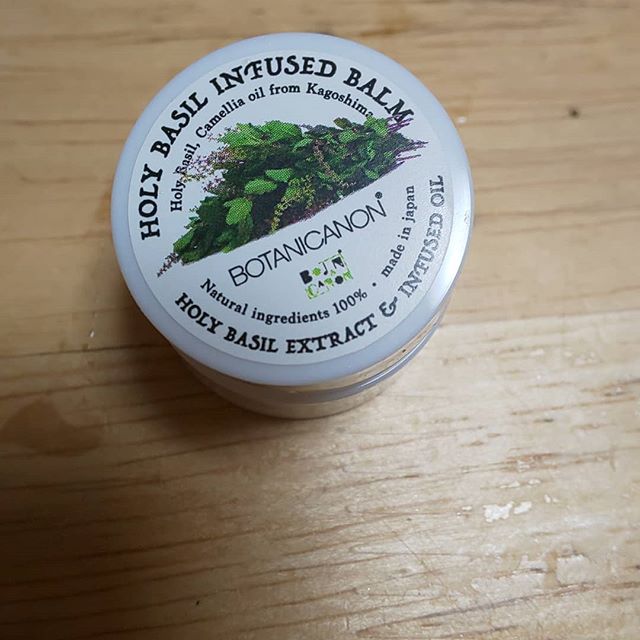 HOLY BASIL INFUSED BALM
Holy Basil, Camellia oil from Kagoshima
BOTANICANON®
BOTANI
CANON
Natural ingredients 100% • made in japan
HOLY BASIL EXTRACT & INFUSED OIL